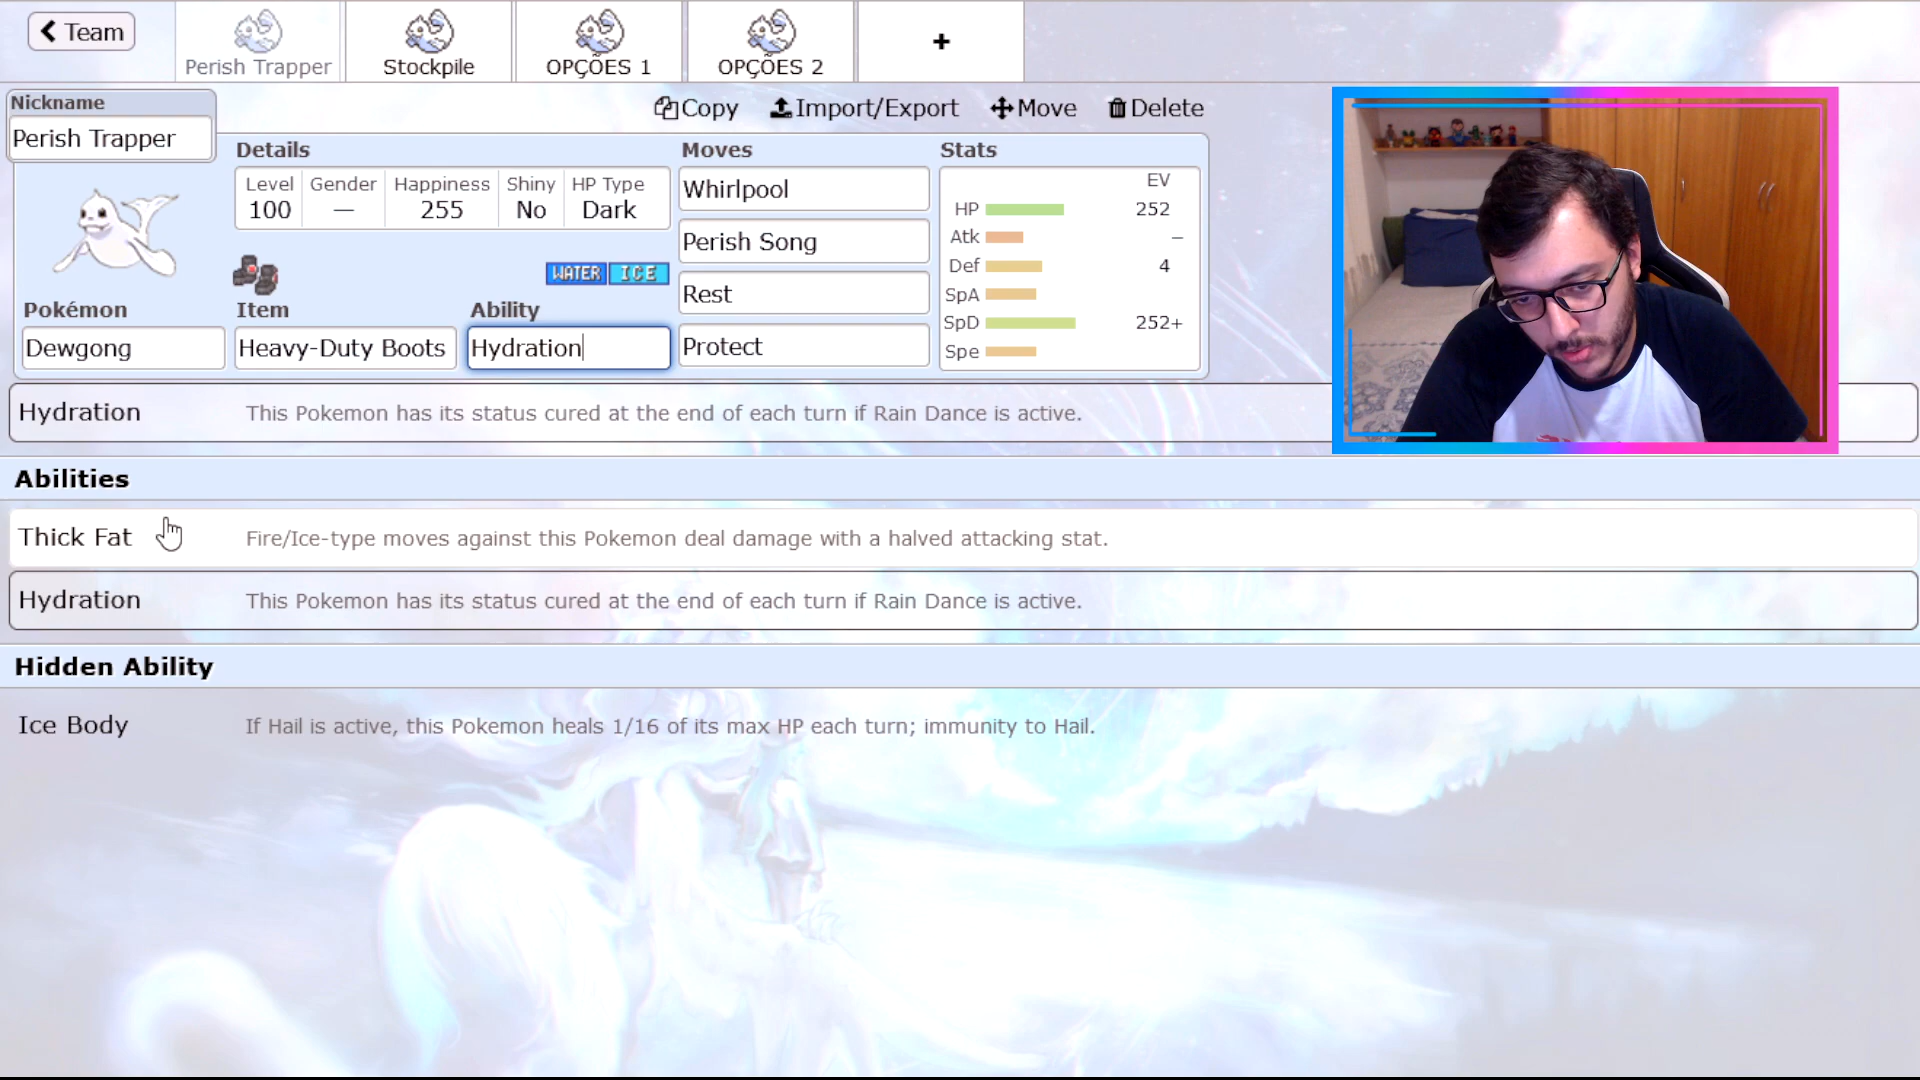 Team
Perish Trapper
Stockpile
OPÇÕES 1
OPÇÕES 2
+
Nickname
Perish Trapper
Copy
Import/Export
Move
Delete
Details
Level
100
Gender
—
Happiness
255
Shiny
No
HP Type
Dark
WATER
ICE
Pokémon
Dewgong
Item
Heavy-Duty Boots
Ability
Hydration
Moves
Whirlpool
Perish Song
Rest
Protect
Stats
EV
HP 252
Atk –
Def 4
SpA
SpD 252+
Spe
Hydration This Pokemon has its status cured at the end of each turn if Rain Dance is active.
Abilities
Thick Fat Fire/Ice-type moves against this Pokemon deal damage with a halved attacking stat.
Hydration This Pokemon has its status cured at the end of each turn if Rain Dance is active.
Hidden Ability
Ice Body If Hail is active, this Pokemon heals 1/16 of its max HP each turn; immunity to Hail.